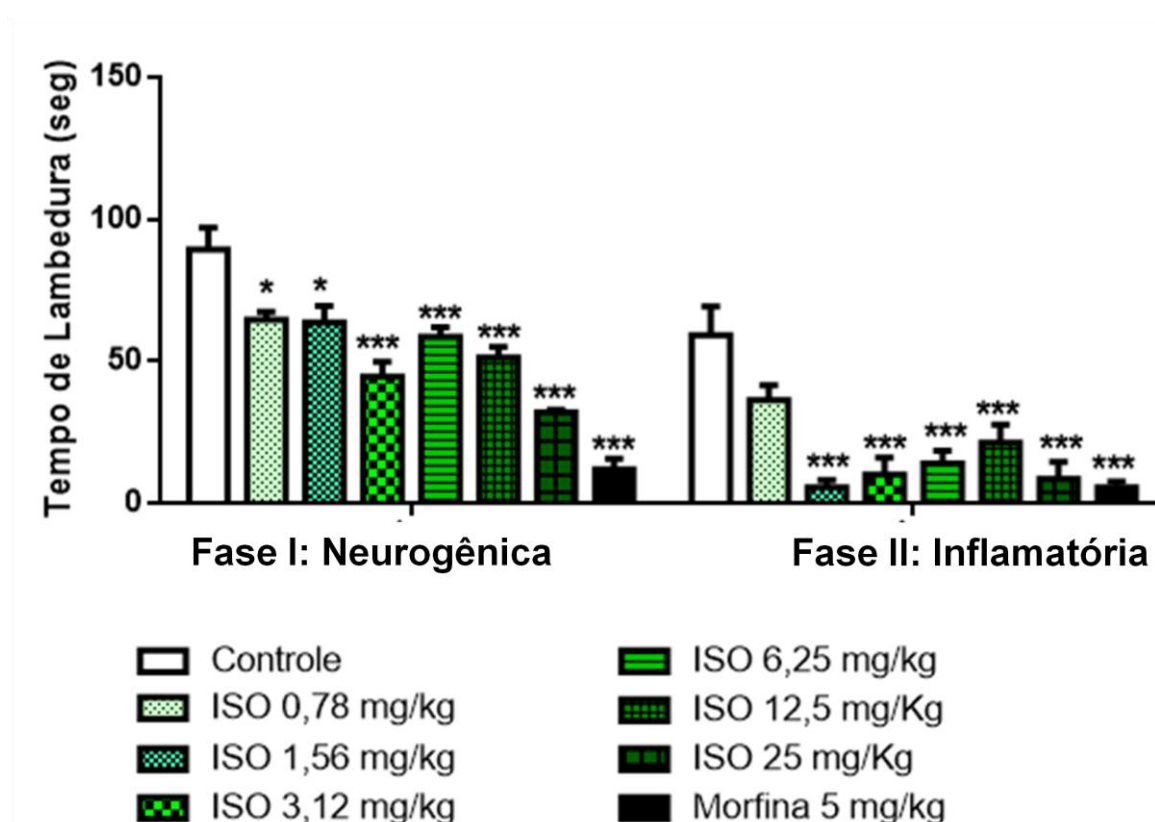 Tempo de Lambedura (seg)
150
100
50
0
* * *** *** *** *** ***
*** *** *** *** *** ***
Fase I: Neurogênica
Fase II: Inflamatória
Controle
ISO 0,78 mg/kg
ISO 1,56 mg/kg
ISO 3,12 mg/kg
ISO 6,25 mg/kg
ISO 12,5 mg/Kg
ISO 25 mg/Kg
Morfina 5 mg/kg